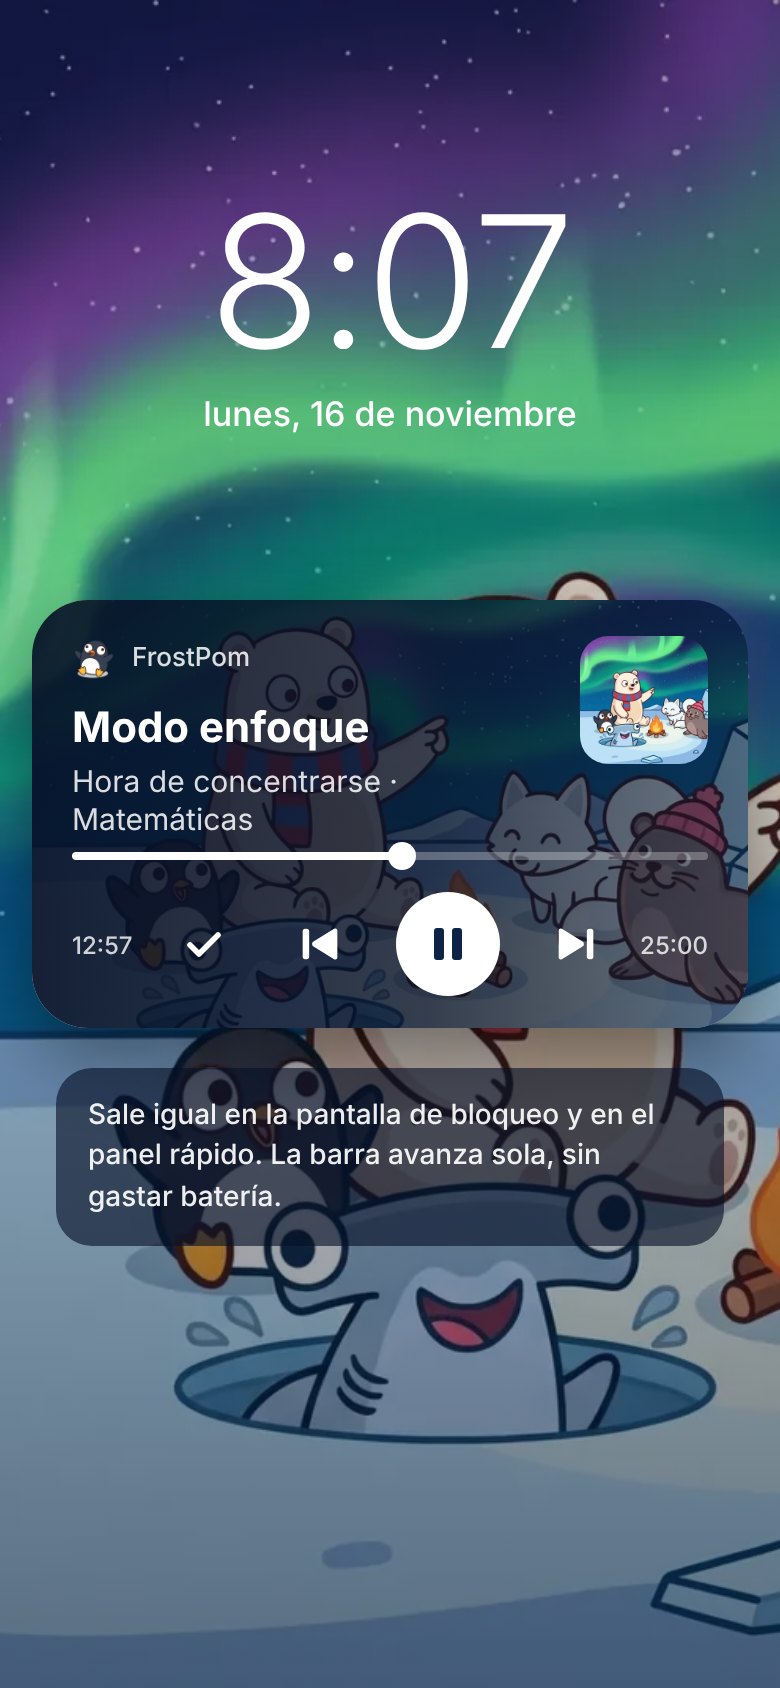 8:07
lunes, 16 de noviembre
FrostPom
Modo enfoque
Hora de concentrarse ·
Matemáticas
12:57
25:00
Sale igual en la pantalla de bloqueo y en el
panel rápido. La barra avanza sola, sin
gastar batería.